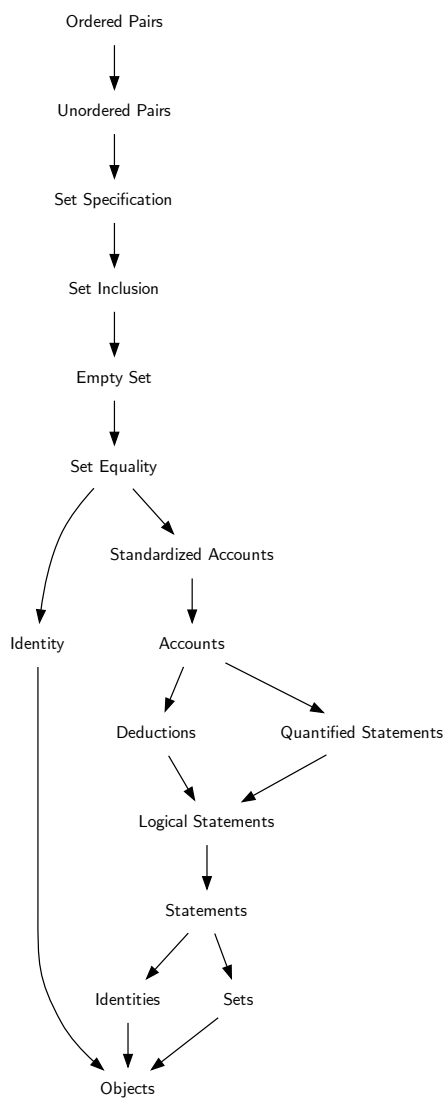 Ordered Pairs
Unordered Pairs
Set Specification
Set Inclusion
Empty Set
Set Equality
Standardized Accounts
Identity
Accounts
Deductions
Quantified Statements
Logical Statements
Statements
Identities
Sets
Objects